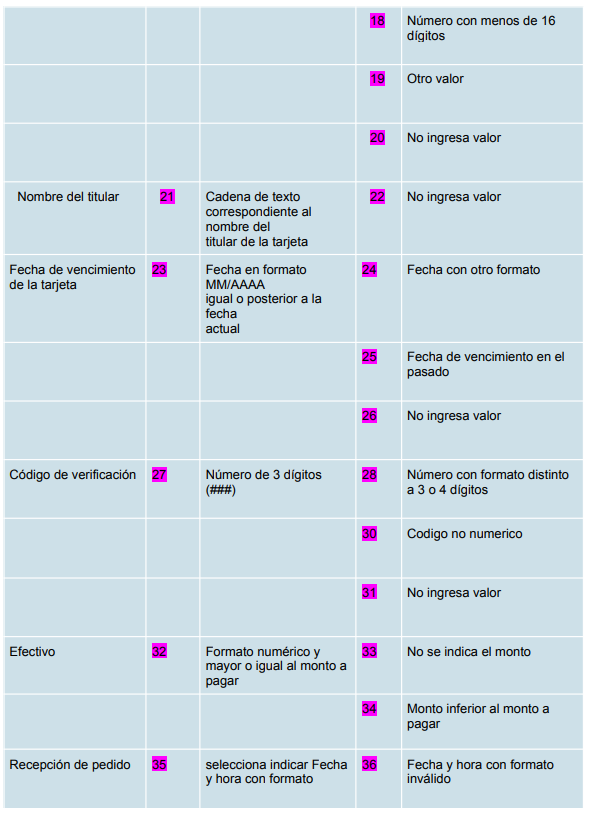 18 Número con menos de 16
dígitos
19 Otro valor
20 No ingresa valor
Nombre del titular 21 Cadena de texto 22 No ingresa valor
correspondiente al
nombre del
titular de la tarjeta
Fecha de vencimiento 23 Fecha en formato 24 Fecha con otro formato
de la tarjeta MM/AAAA
igual o posterior a la
fecha
actual
25 Fecha de vencimiento en el
pasado
26 No ingresa valor
Código de verificación 27 Número de 3 dígitos 28 Número con formato distinto
(###) a 3 o 4 dígitos
30 Codigo no numerico
31 No ingresa valor
Efectivo 32 Formato numérico y 33 No se indica el monto
mayor o igual al monto a
pagar
34 Monto inferior al monto a
pagar
Recepción de pedido 35 selecciona indicar Fecha 36 Fecha y hora con formato
y hora con formato inválido